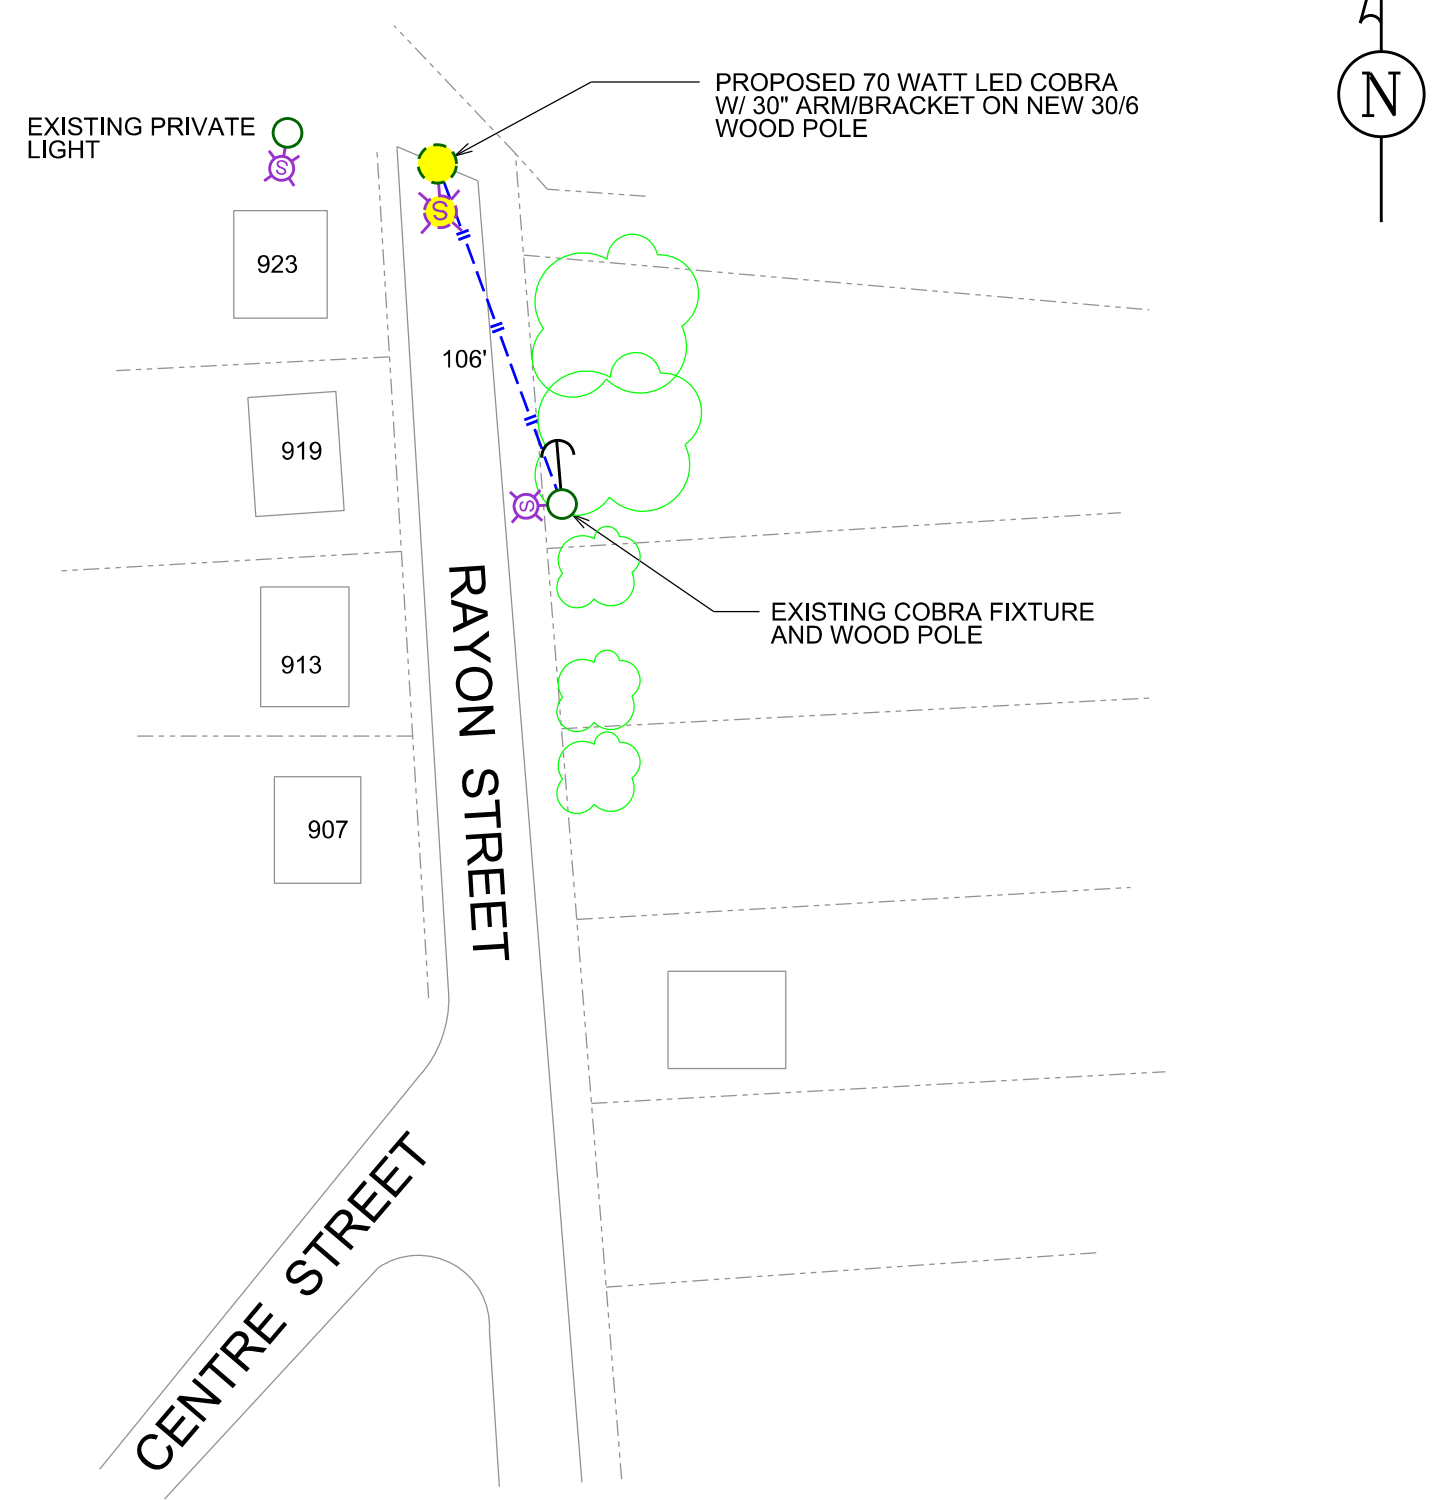 N
PROPOSED 70 WATT LED COBRA
W/ 30" ARM/BRACKET ON NEW 30/6
WOOD POLE
EXISTING PRIVATE
LIGHT
S
S
923
106'
919
S
EXISTING COBRA FIXTURE
AND WOOD POLE
913
RAYON STREET
907
CENTRE STREET